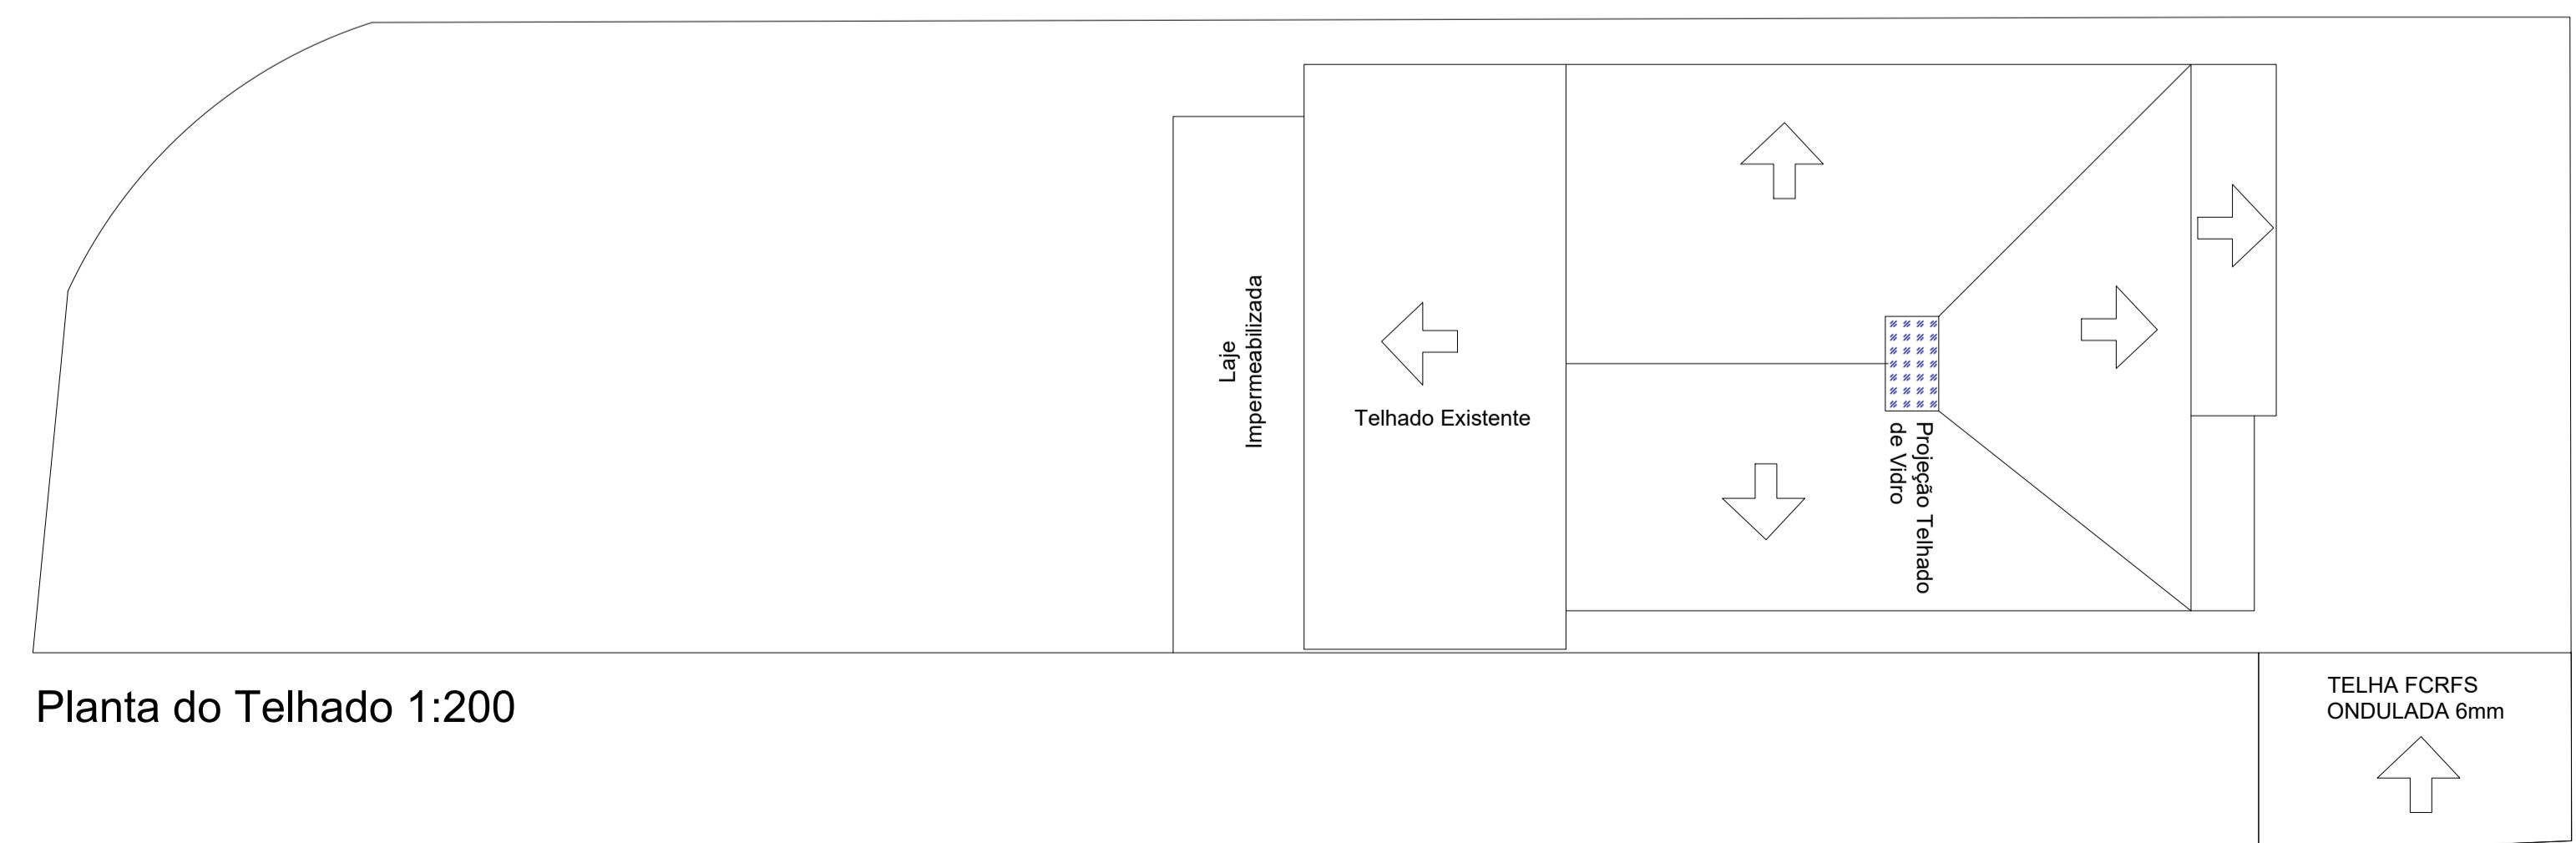 Laje
Impermeabilizada
Telhado Existente
Projeção Telhado
de Vidro
Planta do Telhado 1:200
TELHA FCRFS
ONDULADA 6mm